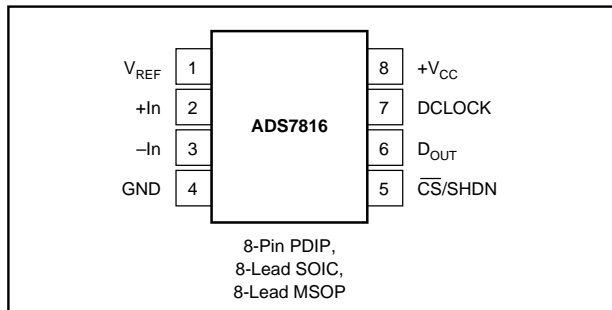 V_REF 1 8 +V_CC
+In 2 ADS7816 7 DCLOCK
–In 3 6 D_OUT
GND 4 5 C̅S̅/SHDN
8-Pin PDIP,
8-Lead SOIC,
8-Lead MSOP